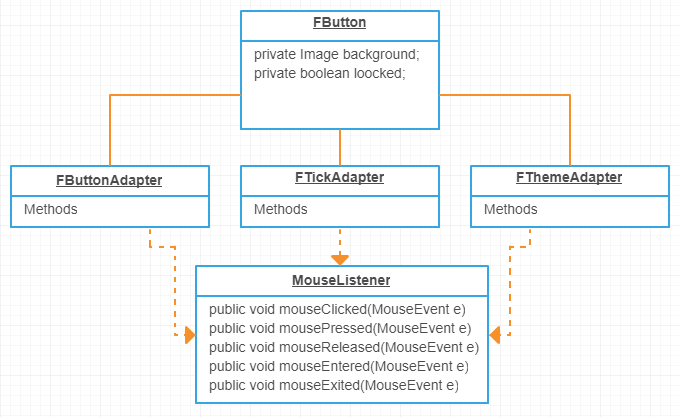 FButton
private Image background;
private boolean loocked;
FButtonAdapter
Methods
FTickAdapter
Methods
FThemeAdapter
Methods
MouseListener
public void mouseClicked(MouseEvent e)
public void mousePressed(MouseEvent e)
public void mouseReleased(MouseEvent e)
public void mouseEntered(MouseEvent e)
public void mouseExited(MouseEvent e)